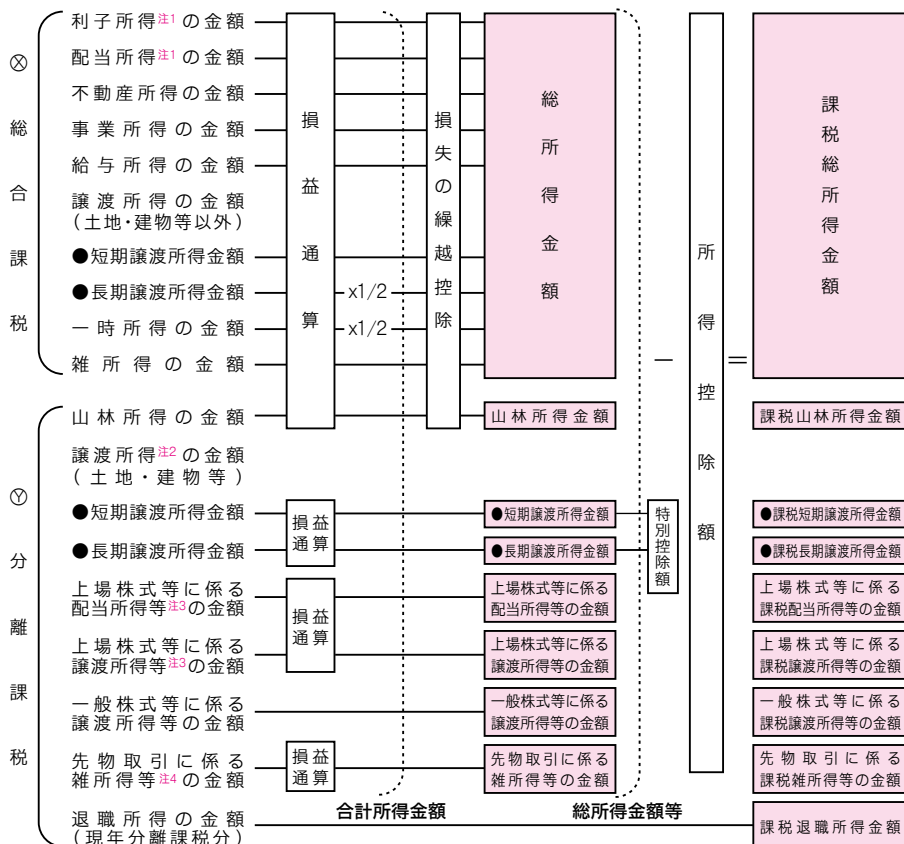 Ⓧ総合課税
利子所得注1の金額
配当所得注1の金額
不動産所得の金額
事業所得の金額
給与所得の金額
譲渡所得の金額
(土地・建物等以外)
●短期譲渡所得金額
●長期譲渡所得金額
一時所得の金額
雑所得の金額
損益通算
x1/2
x1/2
損失の繰越控除
総所得金額
－
所得控除額
＝
課税総所得金額
Ⓨ分離課税
山林所得の金額
山林所得金額
課税山林所得金額
譲渡所得注2の金額
(土地・建物等)
●短期譲渡所得金額
●長期譲渡所得金額
損益
通算
●短期譲渡所得金額
●長期譲渡所得金額
特別控除額
●課税短期譲渡所得金額
●課税長期譲渡所得金額
上場株式等に係る
配当所得等注3の金額
上場株式等に係る
譲渡所得等注3の金額
損益
通算
上場株式等に係る
配当所得等の金額
上場株式等に係る
譲渡所得等の金額
上場株式等に係る
課税配当所得等の金額
上場株式等に係る
課税譲渡所得等の金額
一般株式等に係る
譲渡所得等の金額
一般株式等に係る
譲渡所得等の金額
一般株式等に係る
課税譲渡所得等の金額
先物取引に係る
雑所得等注4の金額
損益
通算
先物取引に係る
雑所得等の金額
先物取引に係る
課税雑所得等の金額
合計所得金額
総所得金額等
退職所得の金額
(現年分離課税分)
課税退職所得金額